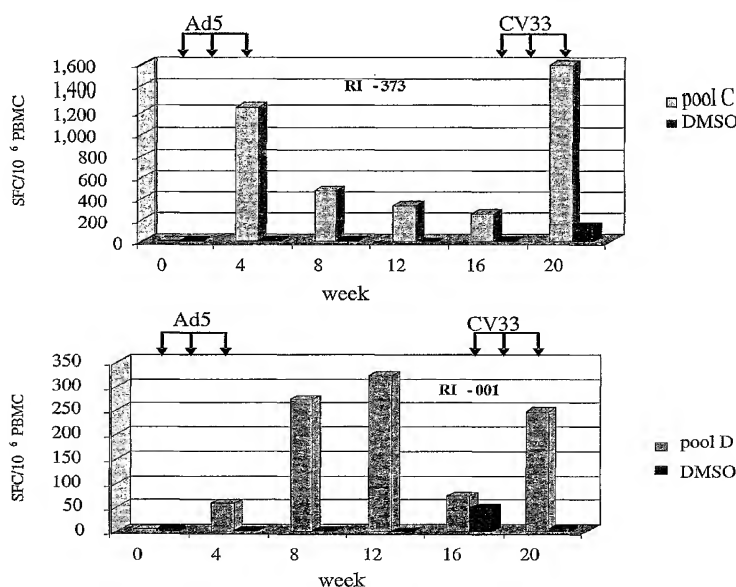 Ad5 CV33
1,600
1,400
1,200
1,000
800
600
400
200
0
SFC/10 6 PBMC
RI -373
pool C
DMSO
0 4 8 12 16 20
week
Ad5 CV33
350
300
250
200
150
100
50
0
SFC/10 6 PBMC
RI -001
pool D
DMSO
0 4 8 12 16 20
week